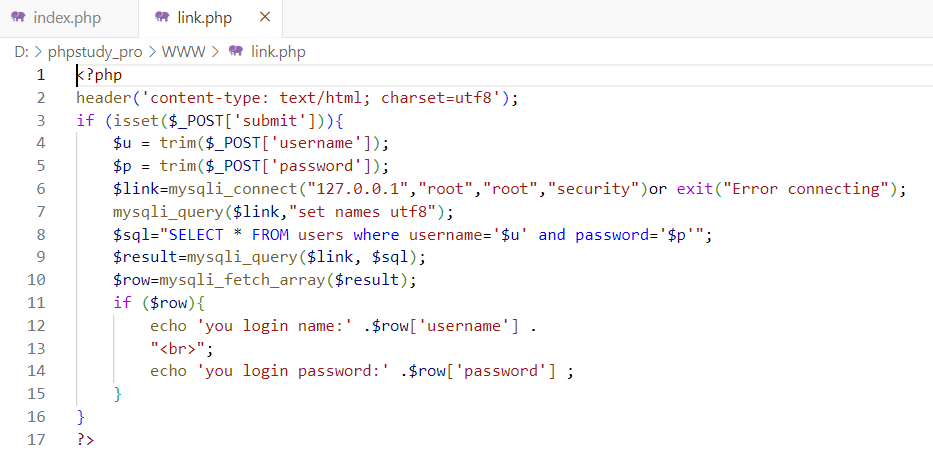 index.php link.php ×
D: > phpstudy_pro > WWW > link.php
1 <?php
2 header('content-type: text/html; charset=utf8');
3 if (isset($_POST['submit'])){
4 $u = trim($_POST['username']);
5 $p = trim($_POST['password']);
6 $link=mysqli_connect("127.0.0.1","root","root","security")or exit("Error connecting");
7 mysqli_query($link,"set names utf8");
8 $sql="SELECT * FROM users where username='$u' and password='$p'";
9 $result=mysqli_query($link, $sql);
10 $row=mysqli_fetch_array($result);
11 if ($row){
12 echo 'you login name:' .$row['username'] .
13 "<br>";
14 echo 'you login password:' .$row['password'] ;
15 }
16 }
17 ?>